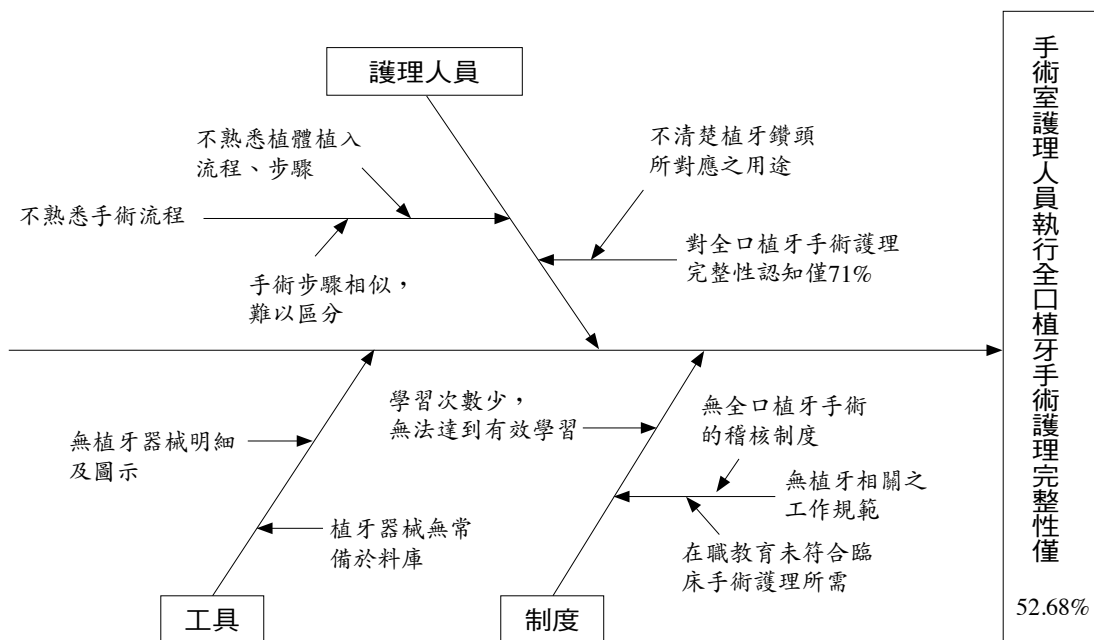 護理人員
不熟悉植體植入
流程、步驟
不熟悉手術流程
手術步驟相似，
難以區分
不清楚植牙鑽頭
所對應之用途
對全口植牙手術護理
完整性認知僅71%
無植牙器械明細
及圖示
植牙器械無常
備於料庫
工具
學習次數少，
無法達到有效學習
無全口植牙手術
的稽核制度
無植牙相關之
工作規範
在職教育未符合臨
床手術護理所需
制度
手術室護理人員執行全口植牙手術護理完整性僅
52.68%